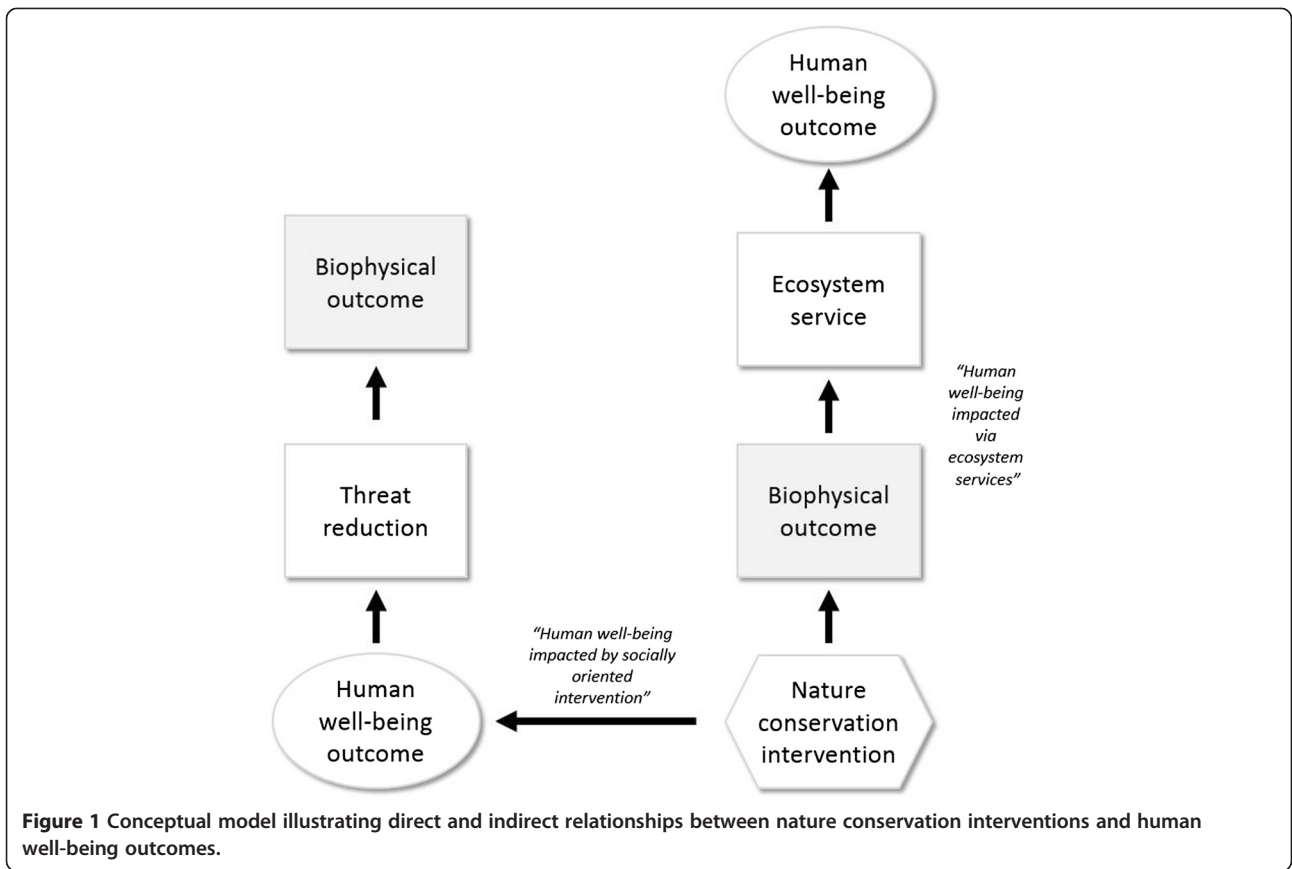 Human
well-being
outcome
Biophysical
outcome
Ecosystem
service
"Human
well-being
impacted
via
ecosystem
services"
Threat
reduction
Biophysical
outcome
"Human well-being
impacted by socially
oriented
intervention"
Human
well-being
outcome
Nature
conservation
intervention
Figure 1 Conceptual model illustrating direct and indirect relationships between nature conservation interventions and human
well-being outcomes.